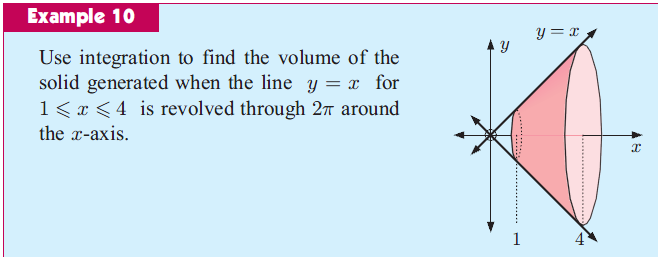 Example 10
Use integration to find the volume of the
solid generated when the line y = x for
1 ⩽ x ⩽ 4 is revolved through 2π around
the x-axis.
y
y = x
x
1
4